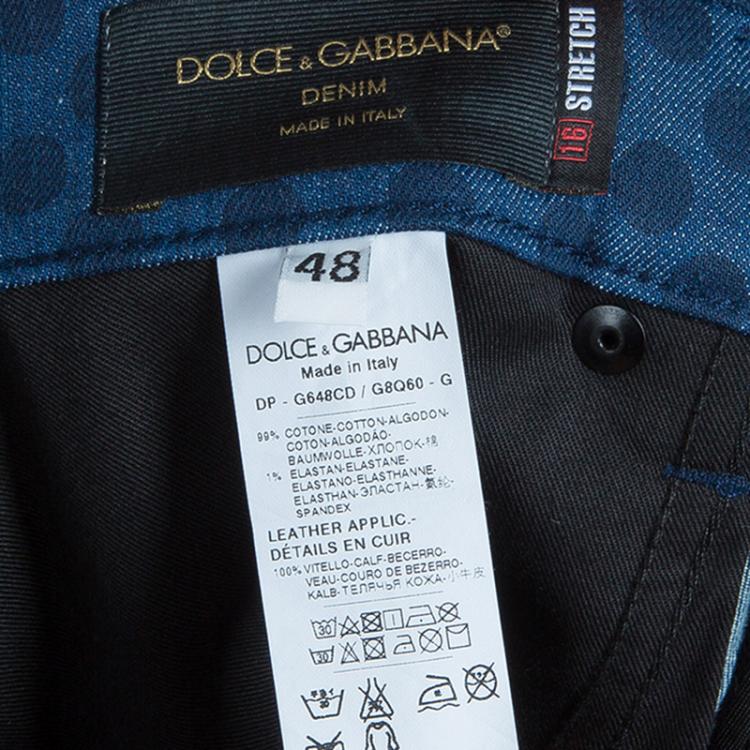 DOLCE & GABBANA®
DENIM
MADE IN ITALY
16 STRETCH
48
DOLCE & GABBANA
Made in Italy
DP - G648CD / G8Q60 - G
99% COTONE-COTTON-ALGODON-
COTON-ALGODÃO-
BAUMWOLLE-ХЛОПОК-棉
1% ELASTAN-ELASTANE-
ELASTANO-ELASTHANNE-
ELASTHAN-ЭЛАСТАН-氨纶-
SPANDEX
LEATHER APPLIC.-
DÉTAILS EN CUIR
100% VITELLO-CALF-BECERRO-
VEAU-COURO DE BEZERRO-
KALB-ТЕЛЯЧЬЯ КОЖА-小牛皮
30
30
30